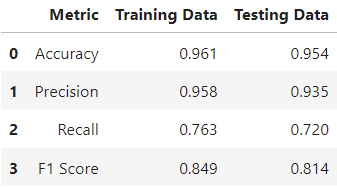 Metric Training Data Testing Data
0 Accuracy 0.961 0.954
1 Precision 0.958 0.935
2 Recall 0.763 0.720
3 F1 Score 0.849 0.814